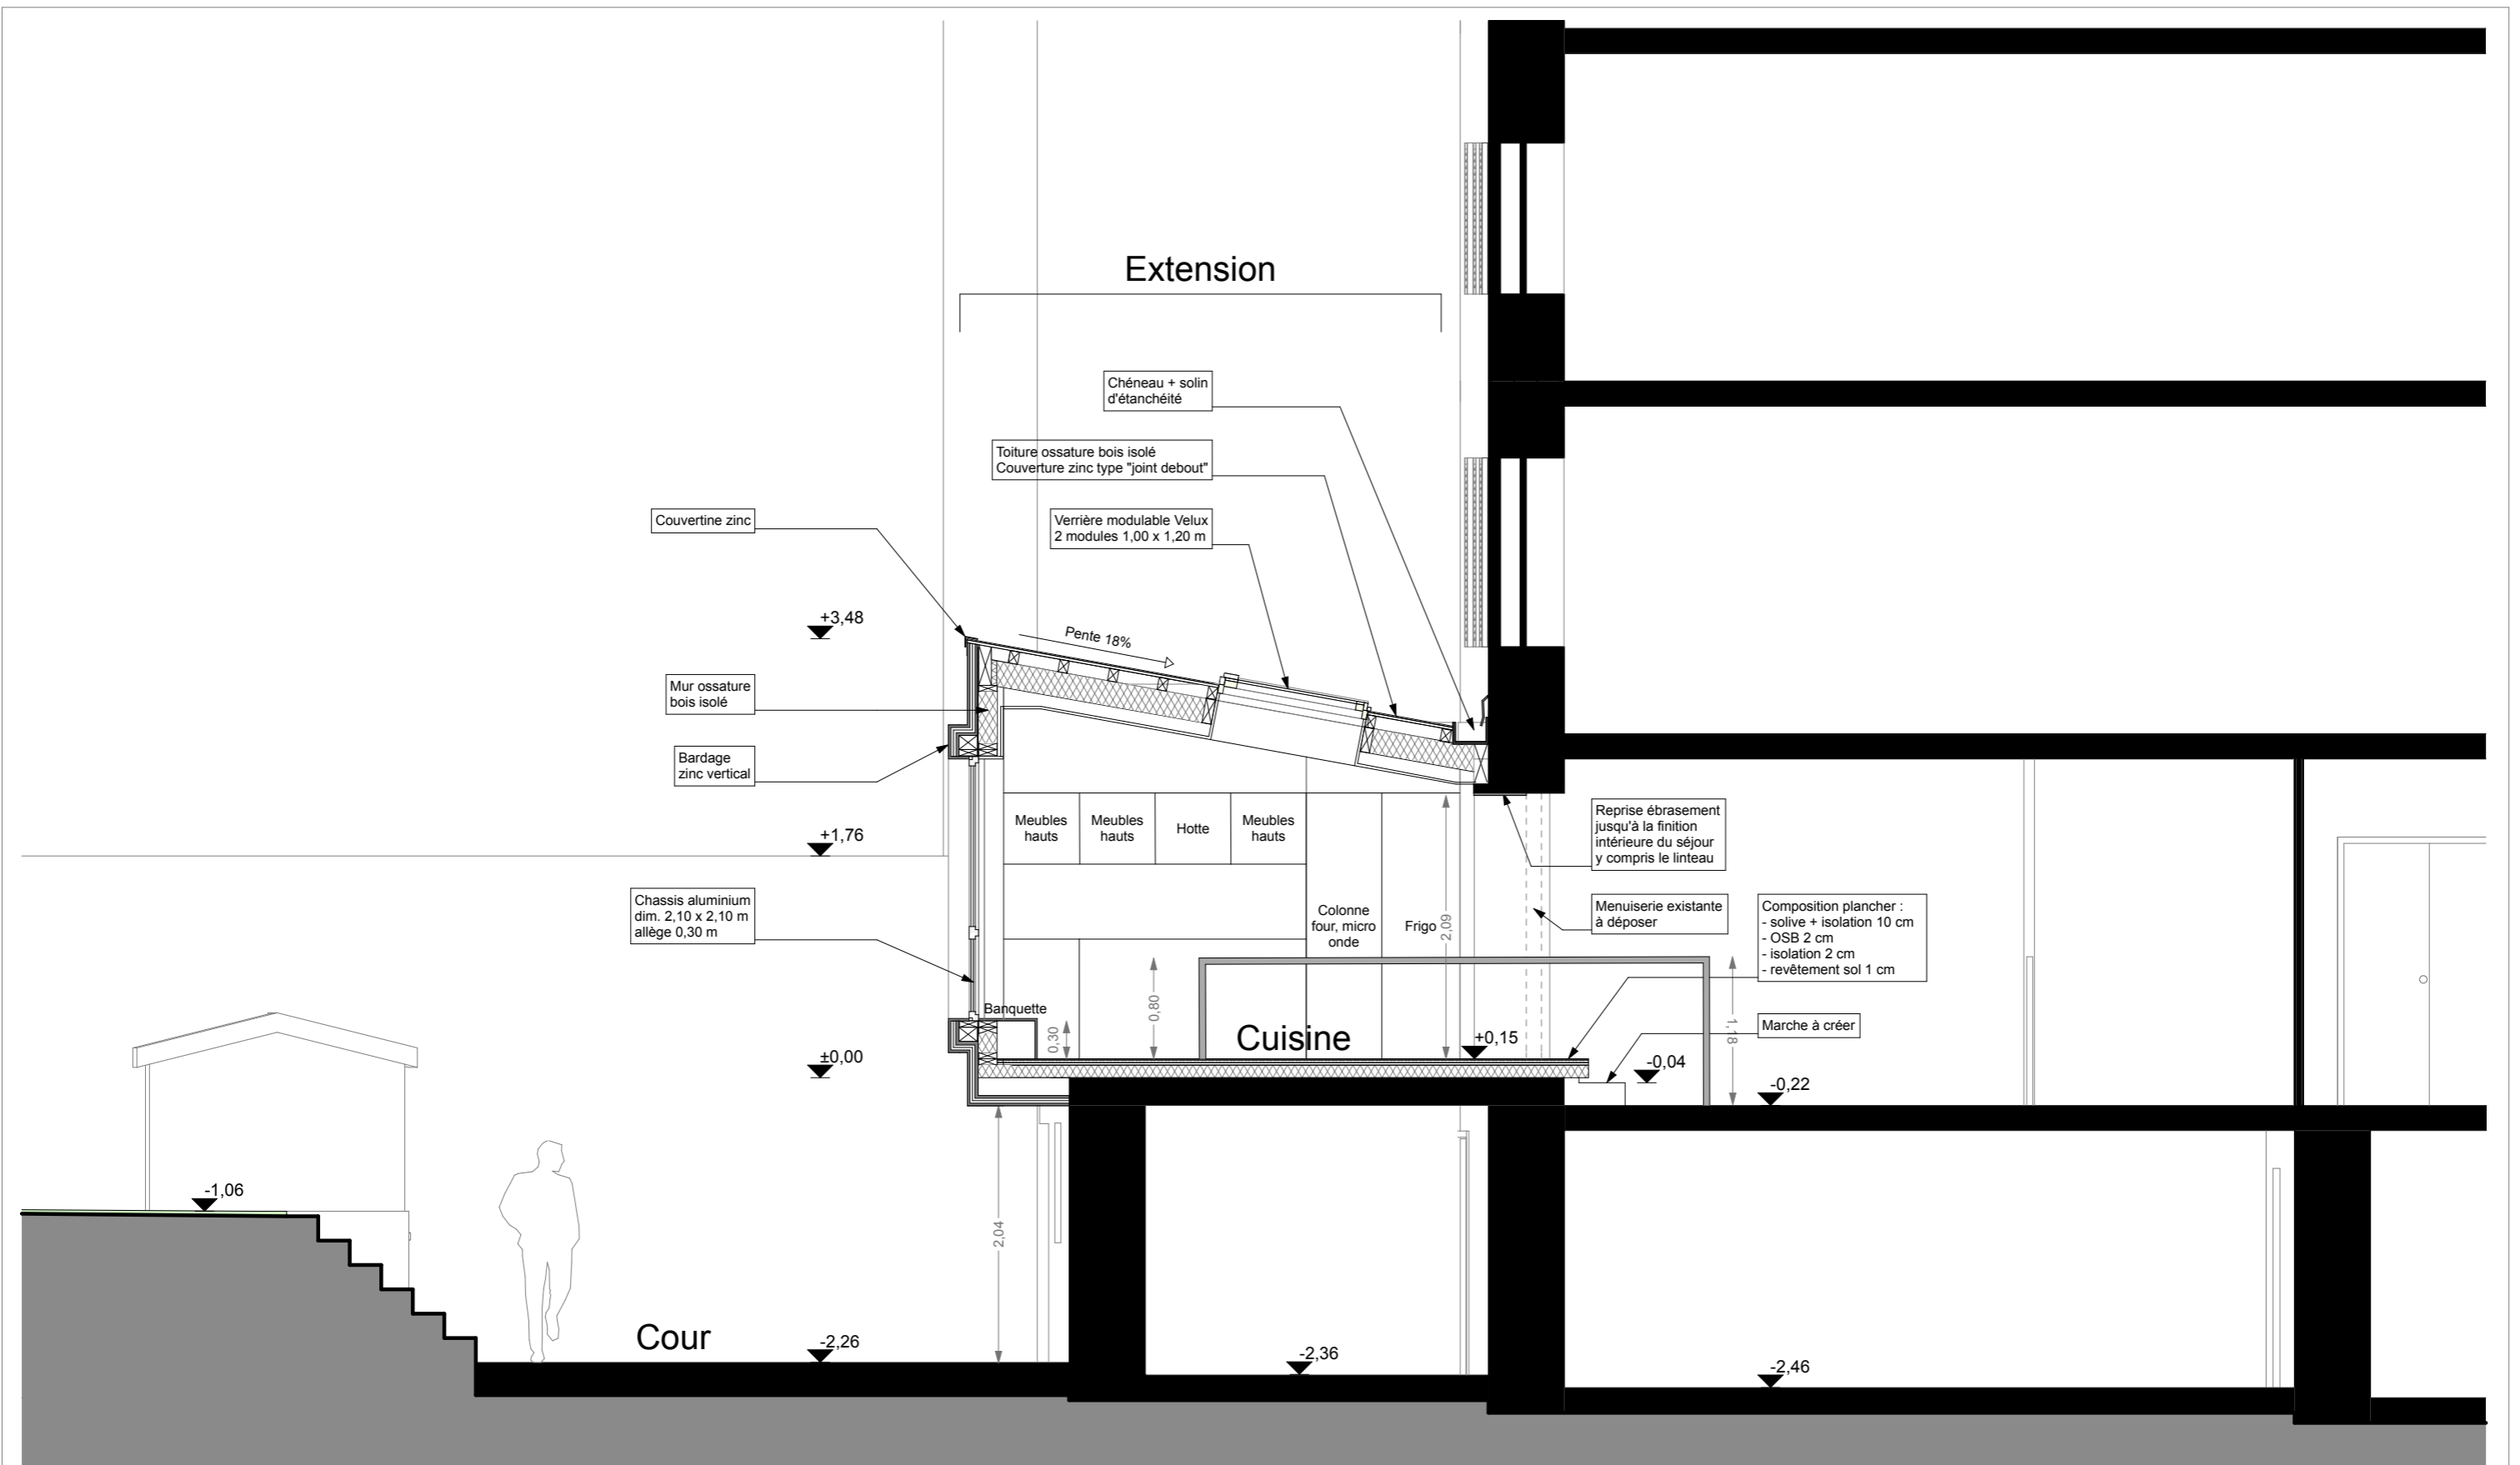 Extension
Chéneau + solin
d'étanchéité
Toiture ossature bois isolé
Couverture zinc type "joint debout"
Couvertine zinc
Verrière modulable Velux
2 modules 1,00 x 1,20 m
+3,48
Pente 18%
Mur ossature
bois isolé
Bardage
zinc vertical
+1,76
Meubles
hauts
Meubles
hauts
Hotte
Meubles
hauts
Reprise ébrasement
jusqu'à la finition
intérieure du séjour
y compris le linteau
Chassis aluminium
dim. 2,10 x 2,10 m
allège 0,30 m
Colonne
four, micro
onde
Frigo
2,09
Menuiserie existante
à déposer
Composition plancher :
- solive + isolation 10 cm
- OSB 2 cm
- isolation 2 cm
- revêtement sol 1 cm
Banquette
0,30
0,80
Cuisine
+0,15
1,18
Marche à créer
±0,00
-0,04
-0,22
-1,06
2,04
Cour
-2,26
-2,36
-2,46